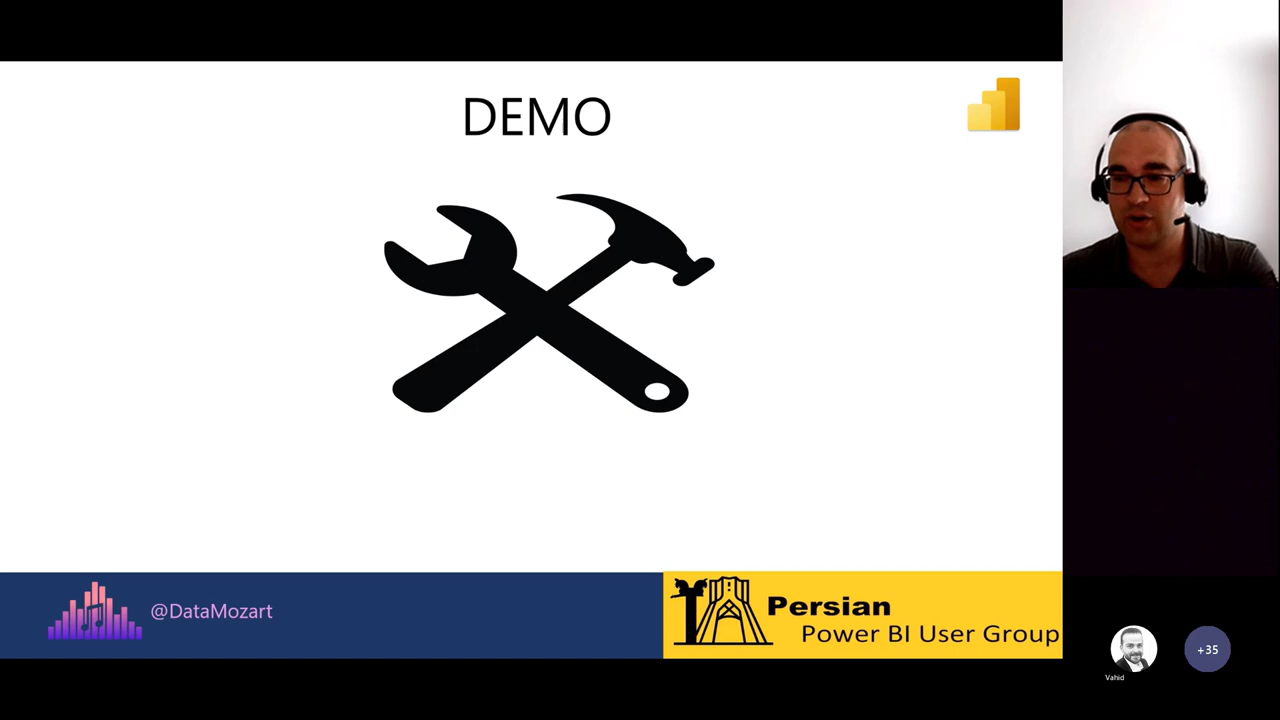 DEMO
@DataMozart
Persian
Power BI User Group
Vahid
+35